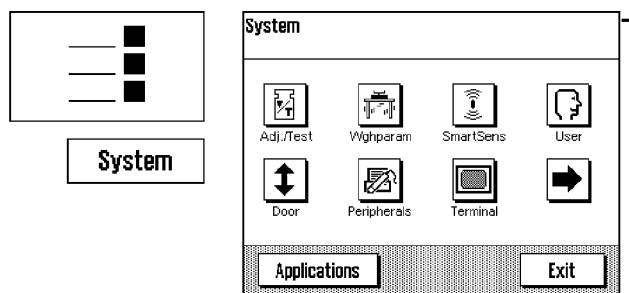 System
System
Adj./Test Wghparam SmartSens User
Door Peripherals Terminal
Applications Exit